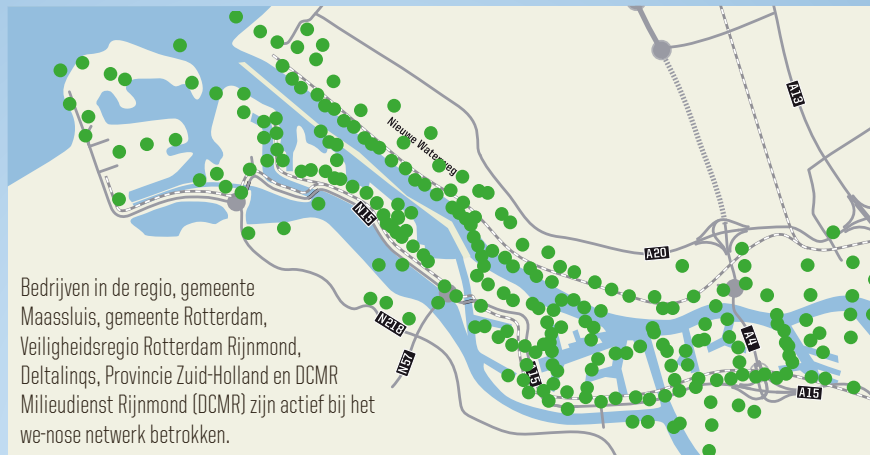 A13
Nieuwe Waterweg
N15
A20
Bedrijven in de regio, gemeente
Maassluis, gemeente Rotterdam,
Veiligheidsregio Rotterdam Rijnmond,
Deltalinqs, Provincie Zuid-Holland en DCMR
Milieudienst Rijnmond (DCMR) zijn actief bij het
we-nose netwerk betrokken.
N218
N57
A4
A15